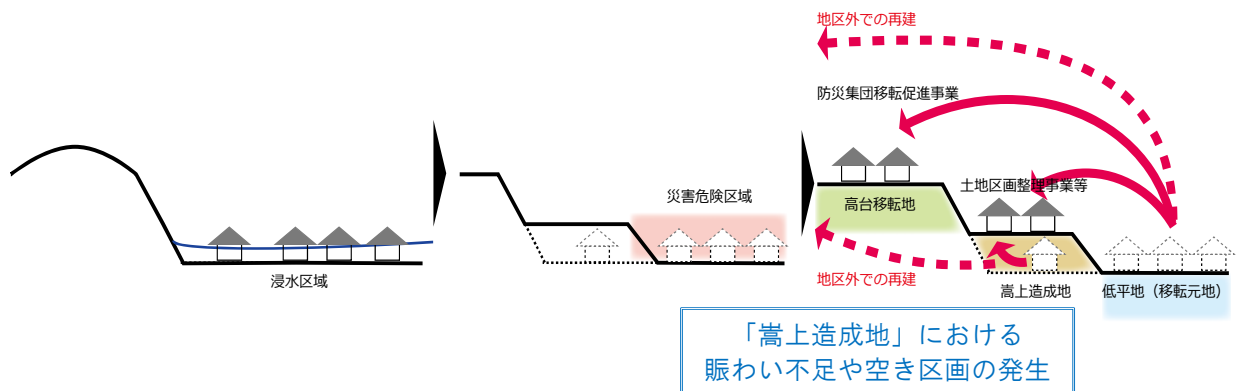 地区外での再建
防災集団移転促進事業
災害危険区域
土地区画整理事業等
高台移転地
浸水区域
地区外での再建
嵩上造成地
低平地（移転元地）
「嵩上造成地」における
賑わい不足や空き区画の発生